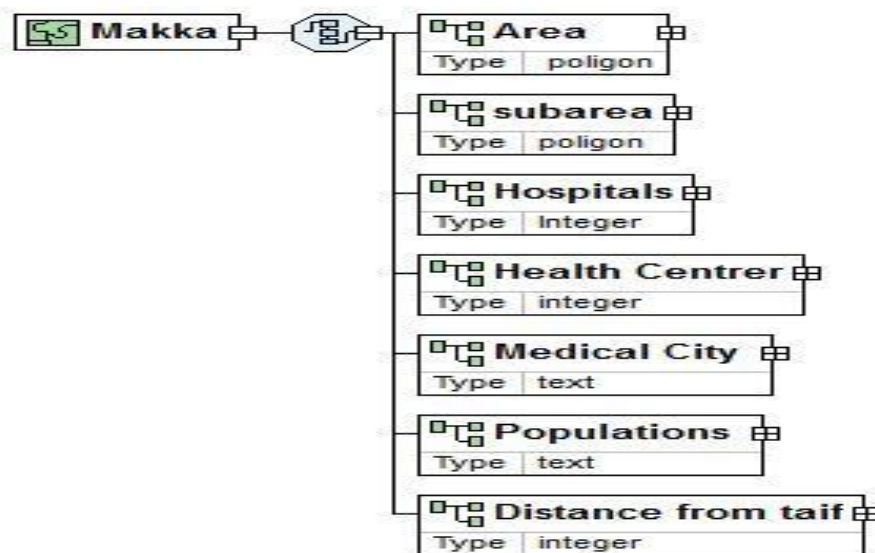 Makka
Area
Type poligon
subarea
Type poligon
Hospitals
Type Integer
Health Centrer
Type integer
Medical City
Type text
Populations
Type text
Distance from taif
Type integer